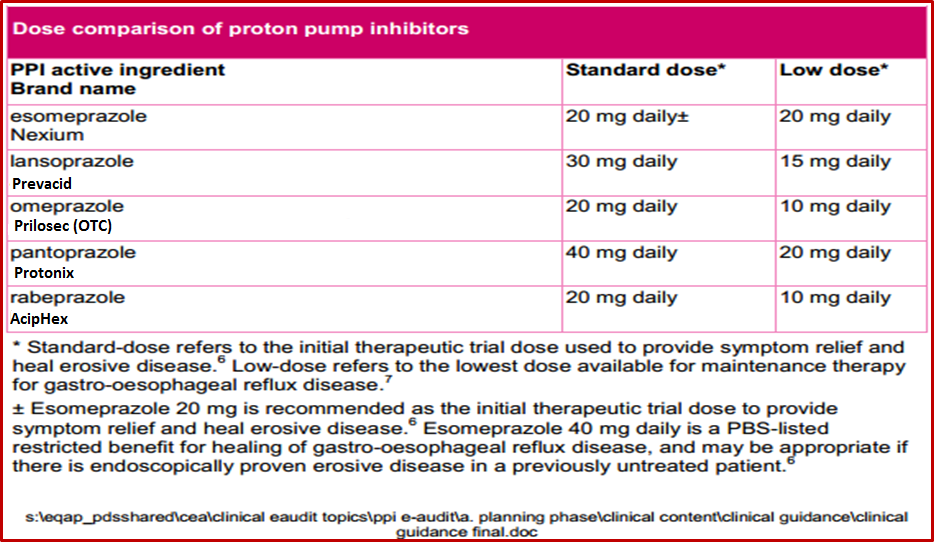 Dose comparison of proton pump inhibitors
PPI active ingredient Standard dose* Low dose*
Brand name
esomeprazole 20 mg daily± 20 mg daily
Nexium
lansoprazole 30 mg daily 15 mg daily
Prevacid
omeprazole 20 mg daily 10 mg daily
Prilosec (OTC)
pantoprazole 40 mg daily 20 mg daily
Protonix
rabeprazole 20 mg daily 10 mg daily
AcipHex
* Standard-dose refers to the initial therapeutic trial dose used to provide symptom relief and
heal erosive disease.⁶ Low-dose refers to the lowest dose available for maintenance therapy
for gastro-oesophageal reflux disease.⁷
± Esomeprazole 20 mg is recommended as the initial therapeutic trial dose to provide
symptom relief and heal erosive disease.⁶ Esomeprazole 40 mg daily is a PBS-listed
restricted benefit for healing of gastro-oesophageal reflux disease, and may be appropriate if
there is endoscopically proven erosive disease in a previously untreated patient.⁶
s:\eqap_pdsshared\cea\clinical eaudit topics\ppi e-audit\a. planning phase\clinical content\clinical guidance\clinical
guidance final.doc